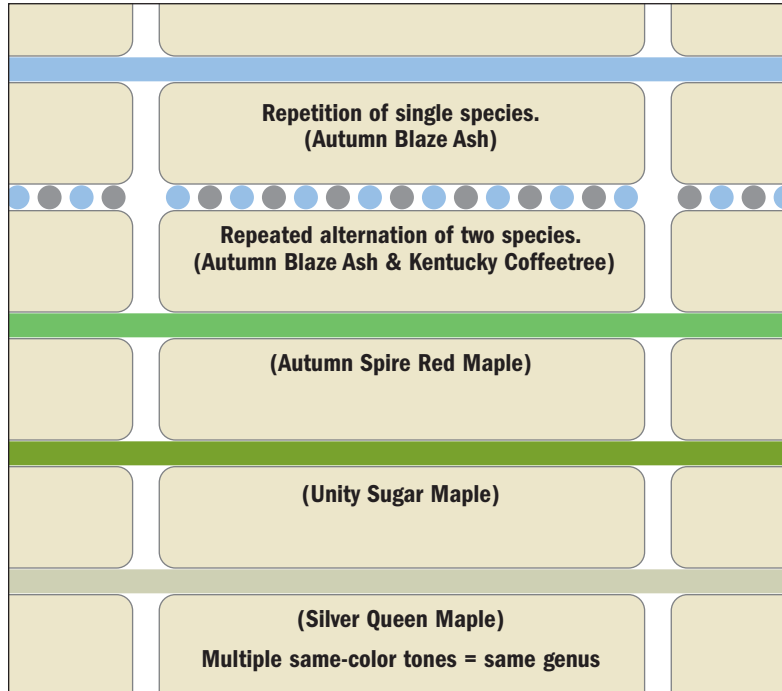 Repetition of single species.
(Autumn Blaze Ash)
Repeated alternation of two species.
(Autumn Blaze Ash & Kentucky Coffeetree)
(Autumn Spire Red Maple)
(Unity Sugar Maple)
(Silver Queen Maple)
Multiple same-color tones = same genus